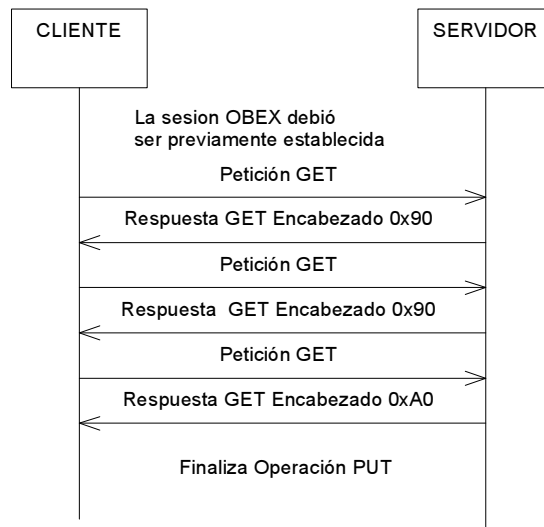 CLIENTE
SERVIDOR
La sesion OBEX debió
ser previamente establecida
Petición GET
Respuesta GET Encabezado 0x90
Petición GET
Respuesta  GET Encabezado 0x90
Petición GET
Respuesta GET Encabezado 0xA0
Finaliza Operación PUT